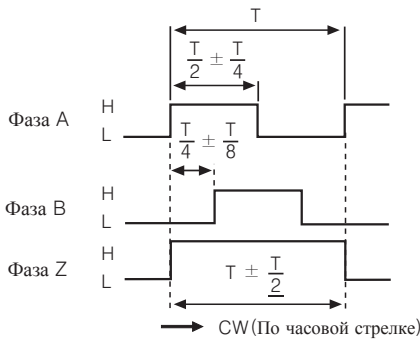 T
T/2 ± T/4
H
Фаза A
L
T/4 ± T/8
H
Фаза B
L
H
Фаза Z
L
T ± T/2
CW(По часовой стрелке)